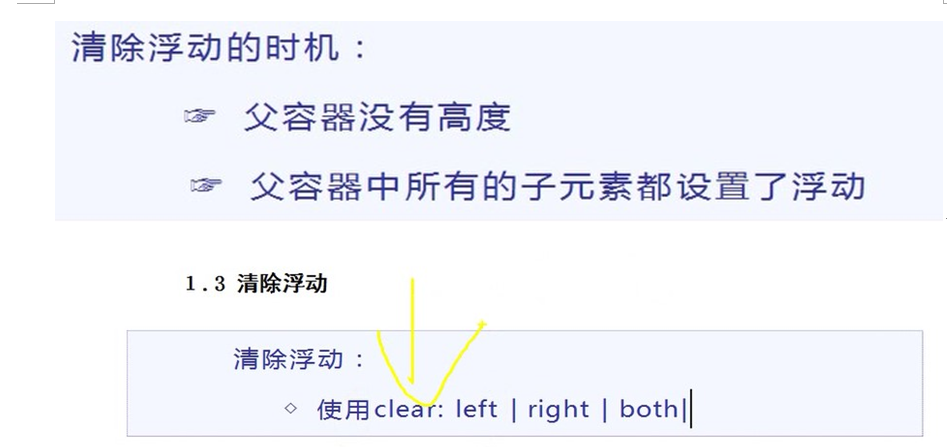 清除浮动的时机：
☞ 父容器没有高度
☞ 父容器中所有的子元素都设置了浮动
1.3 清除浮动
清除浮动：
◇ 使用clear: left | right | both|